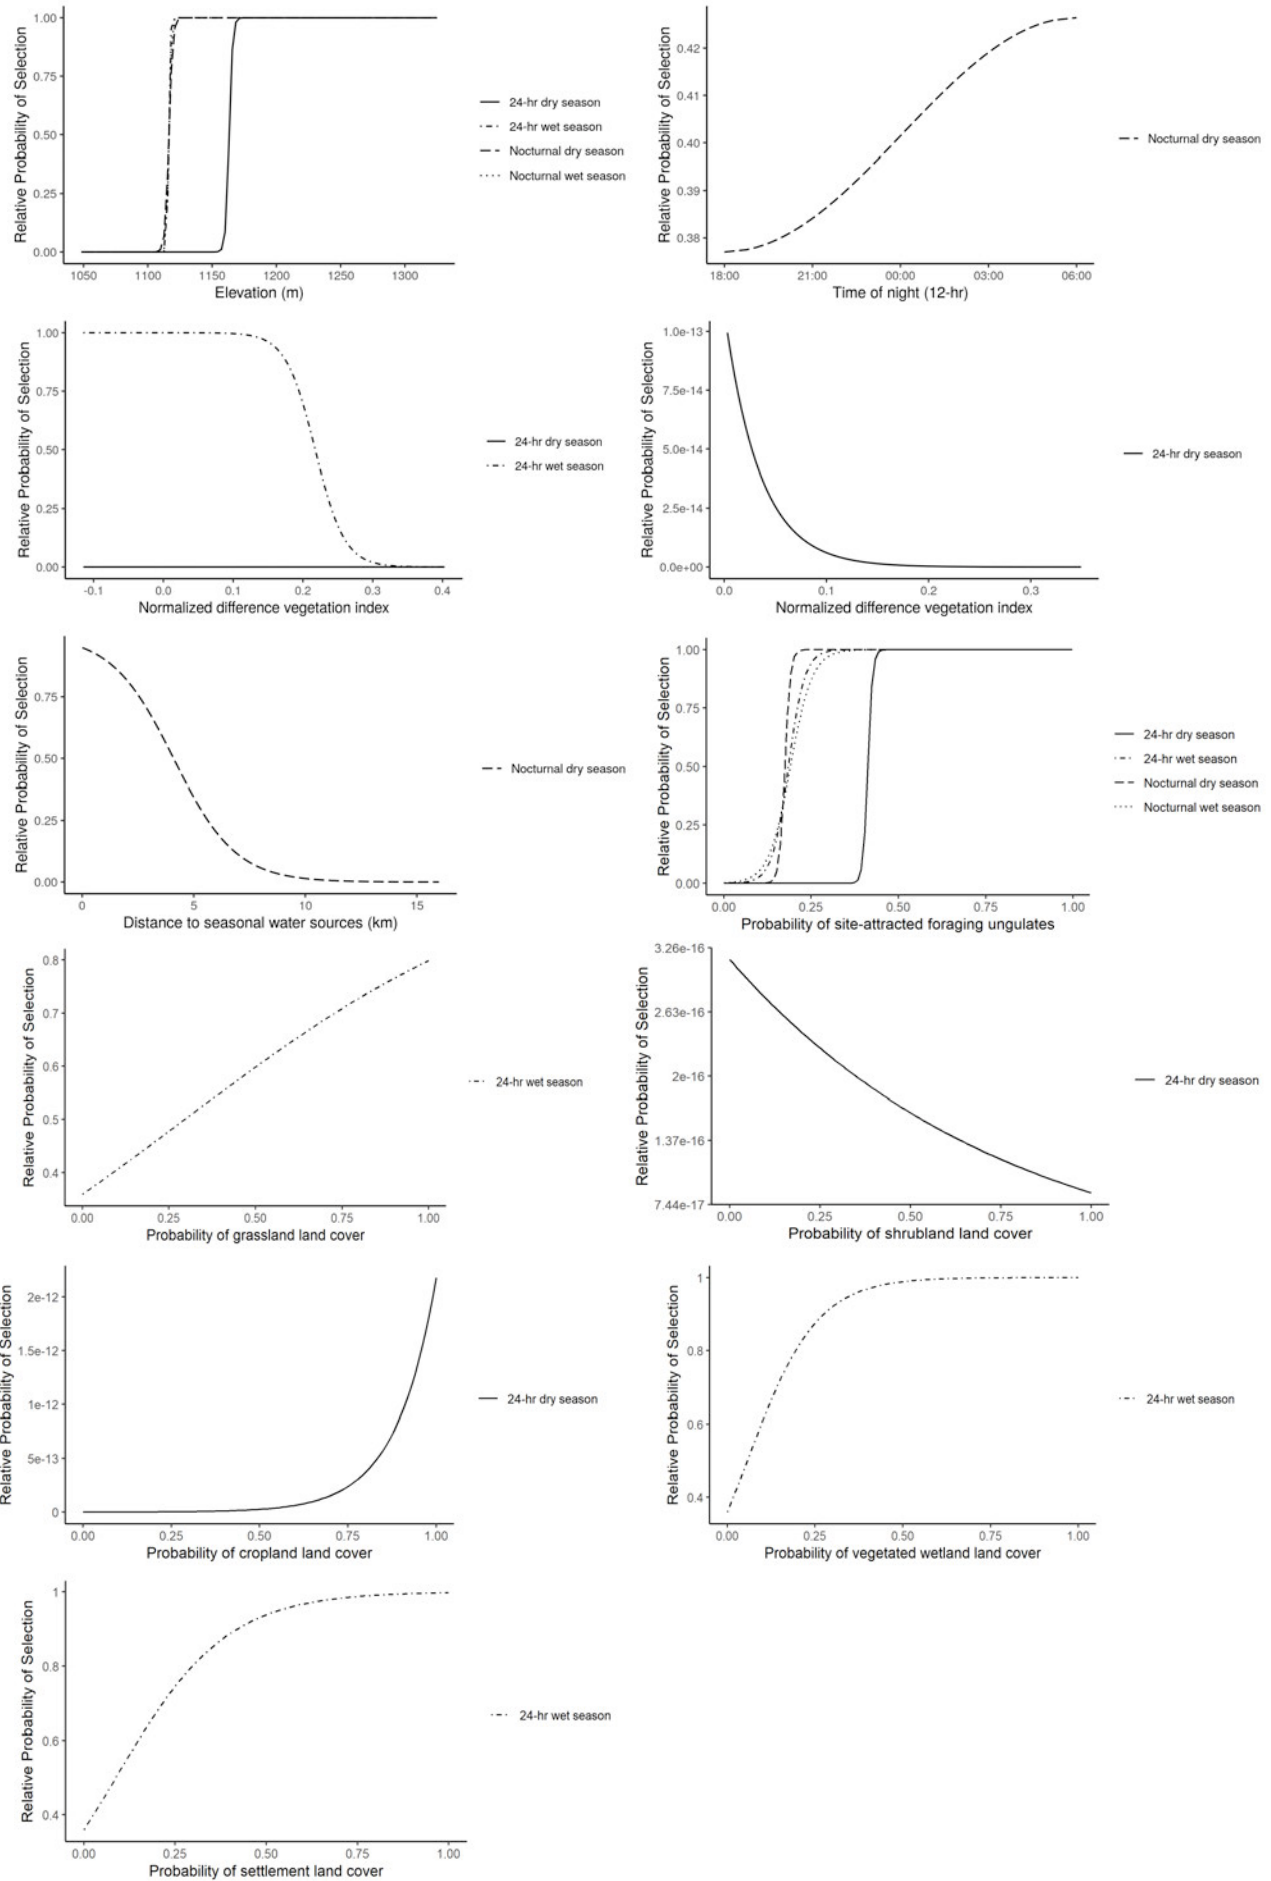 Relative Probability of Selection
1.00
0.75
0.50
0.25
0.00
1050 1100 1150 1200 1250 1300
Elevation (m)
24-hr dry season
24-hr wet season
Nocturnal dry season
Nocturnal wet season
Relative Probability of Selection
0.42
0.41
0.40
0.39
0.38
18:00 21:00 00:00 03:00 06:00
Time of night (12-hr)
Nocturnal dry season
Relative Probability of Selection
1.00
0.75
0.50
0.25
0.00
-0.1 0.0 0.1 0.2 0.3 0.4
Normalized difference vegetation index
24-hr dry season
24-hr wet season
Relative Probability of Selection
1.0e-13
7.5e-14
5.0e-14
2.5e-14
0.0e+00
0.0 0.1 0.2 0.3
Normalized difference vegetation index
24-hr dry season
Relative Probability of Selection
0.75
0.50
0.25
0.00
0 5 10 15
Distance to seasonal water sources (km)
Nocturnal dry season
Relative Probability of Selection
1.00
0.75
0.50
0.25
0.00
0.00 0.25 0.50 0.75 1.00
Probability of site-attracted foraging ungulates
24-hr dry season
24-hr wet season
Nocturnal dry season
Nocturnal wet season
Relative Probability of Selection
0.8
0.7
0.6
0.5
0.4
0.00 0.25 0.50 0.75 1.00
Probability of grassland land cover
24-hr wet season
Relative Probability of Selection
3.26e-16
2.63e-16
2e-16
1.37e-16
7.44e-17
0.00 0.25 0.50 0.75 1.00
Probability of shrubland land cover
24-hr dry season
Relative Probability of Selection
2e-12
1.5e-12
1e-12
5e-13
0
0.00 0.25 0.50 0.75 1.00
Probability of cropland land cover
24-hr dry season
Relative Probability of Selection
1
0.8
0.6
0.4
0.00 0.25 0.50 0.75 1.00
Probability of vegetated wetland land cover
24-hr wet season
Relative Probability of Selection
1
0.8
0.6
0.4
0.00 0.25 0.50 0.75 1.00
Probability of settlement land cover
24-hr wet season